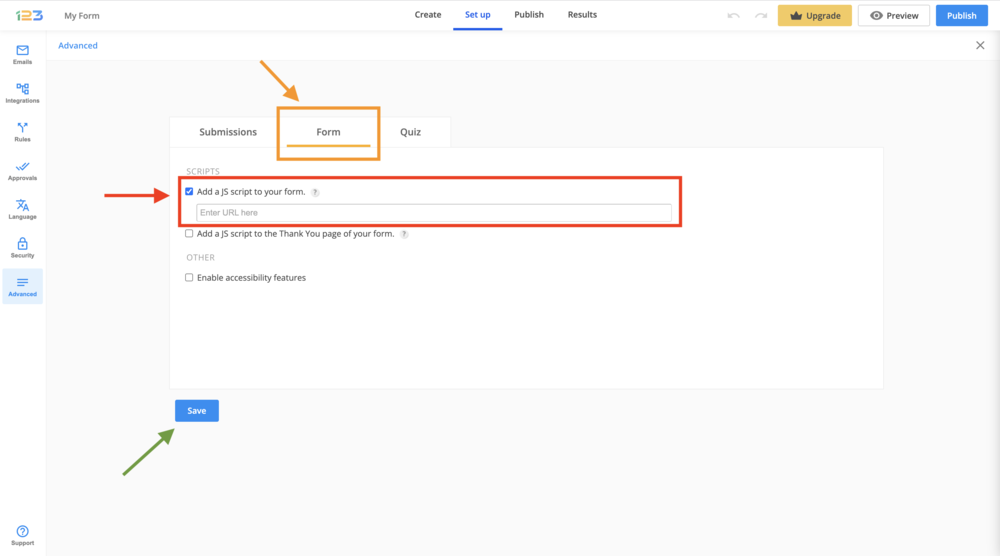 123 My Form Create Set up Publish Results Upgrade Preview Publish
Advanced
Emails
Integrations
Rules
Approvals
Language
Security
Advanced
Support
Submissions Form Quiz
SCRIPTS
Add a JS script to your form. ?
Enter URL here
Add a JS script to the Thank You page of your form. ?
OTHER
Enable accessibility features
Save